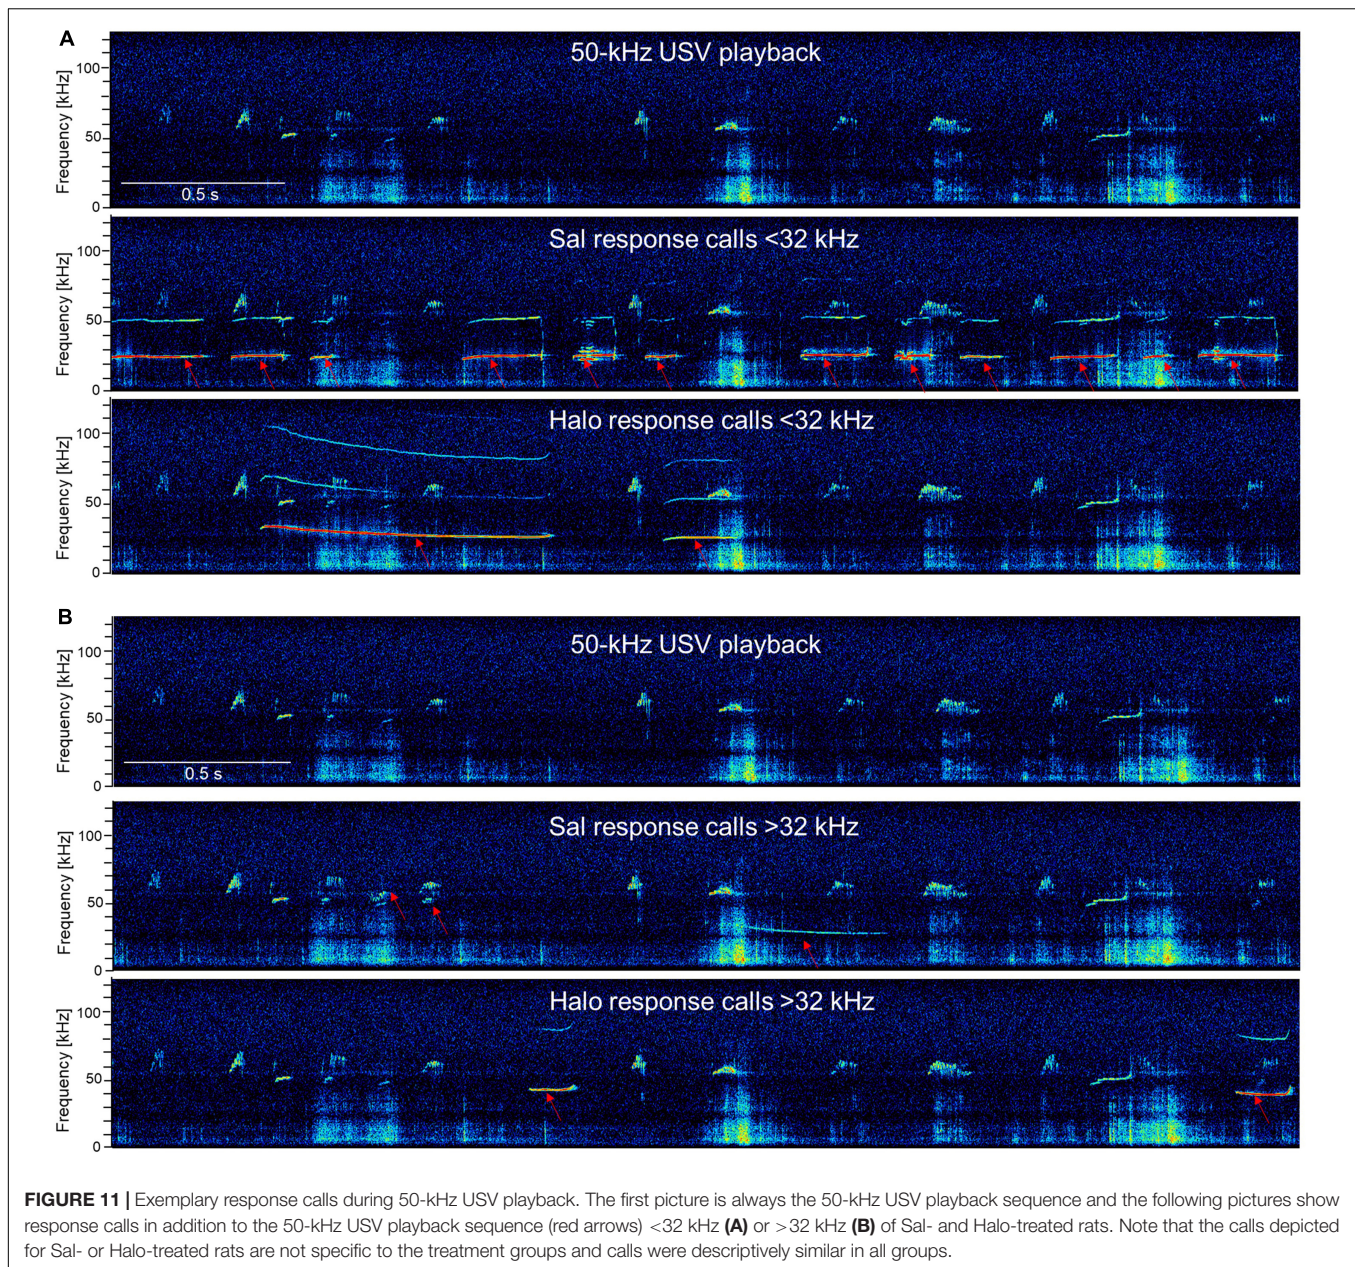 A
50-kHz USV playback
Frequency [kHz]
100
50
0
0.5 s
Sal response calls <32 kHz
Frequency [kHz]
100
50
0
Halo response calls <32 kHz
Frequency [kHz]
100
50
0
B
50-kHz USV playback
Frequency [kHz]
100
50
0
0.5 s
Sal response calls >32 kHz
Frequency [kHz]
100
50
0
Halo response calls >32 kHz
Frequency [kHz]
100
50
0
FIGURE 11 | Exemplary response calls during 50-kHz USV playback. The first picture is always the 50-kHz USV playback sequence and the following pictures show
response calls in addition to the 50-kHz USV playback sequence (red arrows) <32 kHz (A) or >32 kHz (B) of Sal- and Halo-treated rats. Note that the calls depicted
for Sal- or Halo-treated rats are not specific to the treatment groups and calls were descriptively similar in all groups.